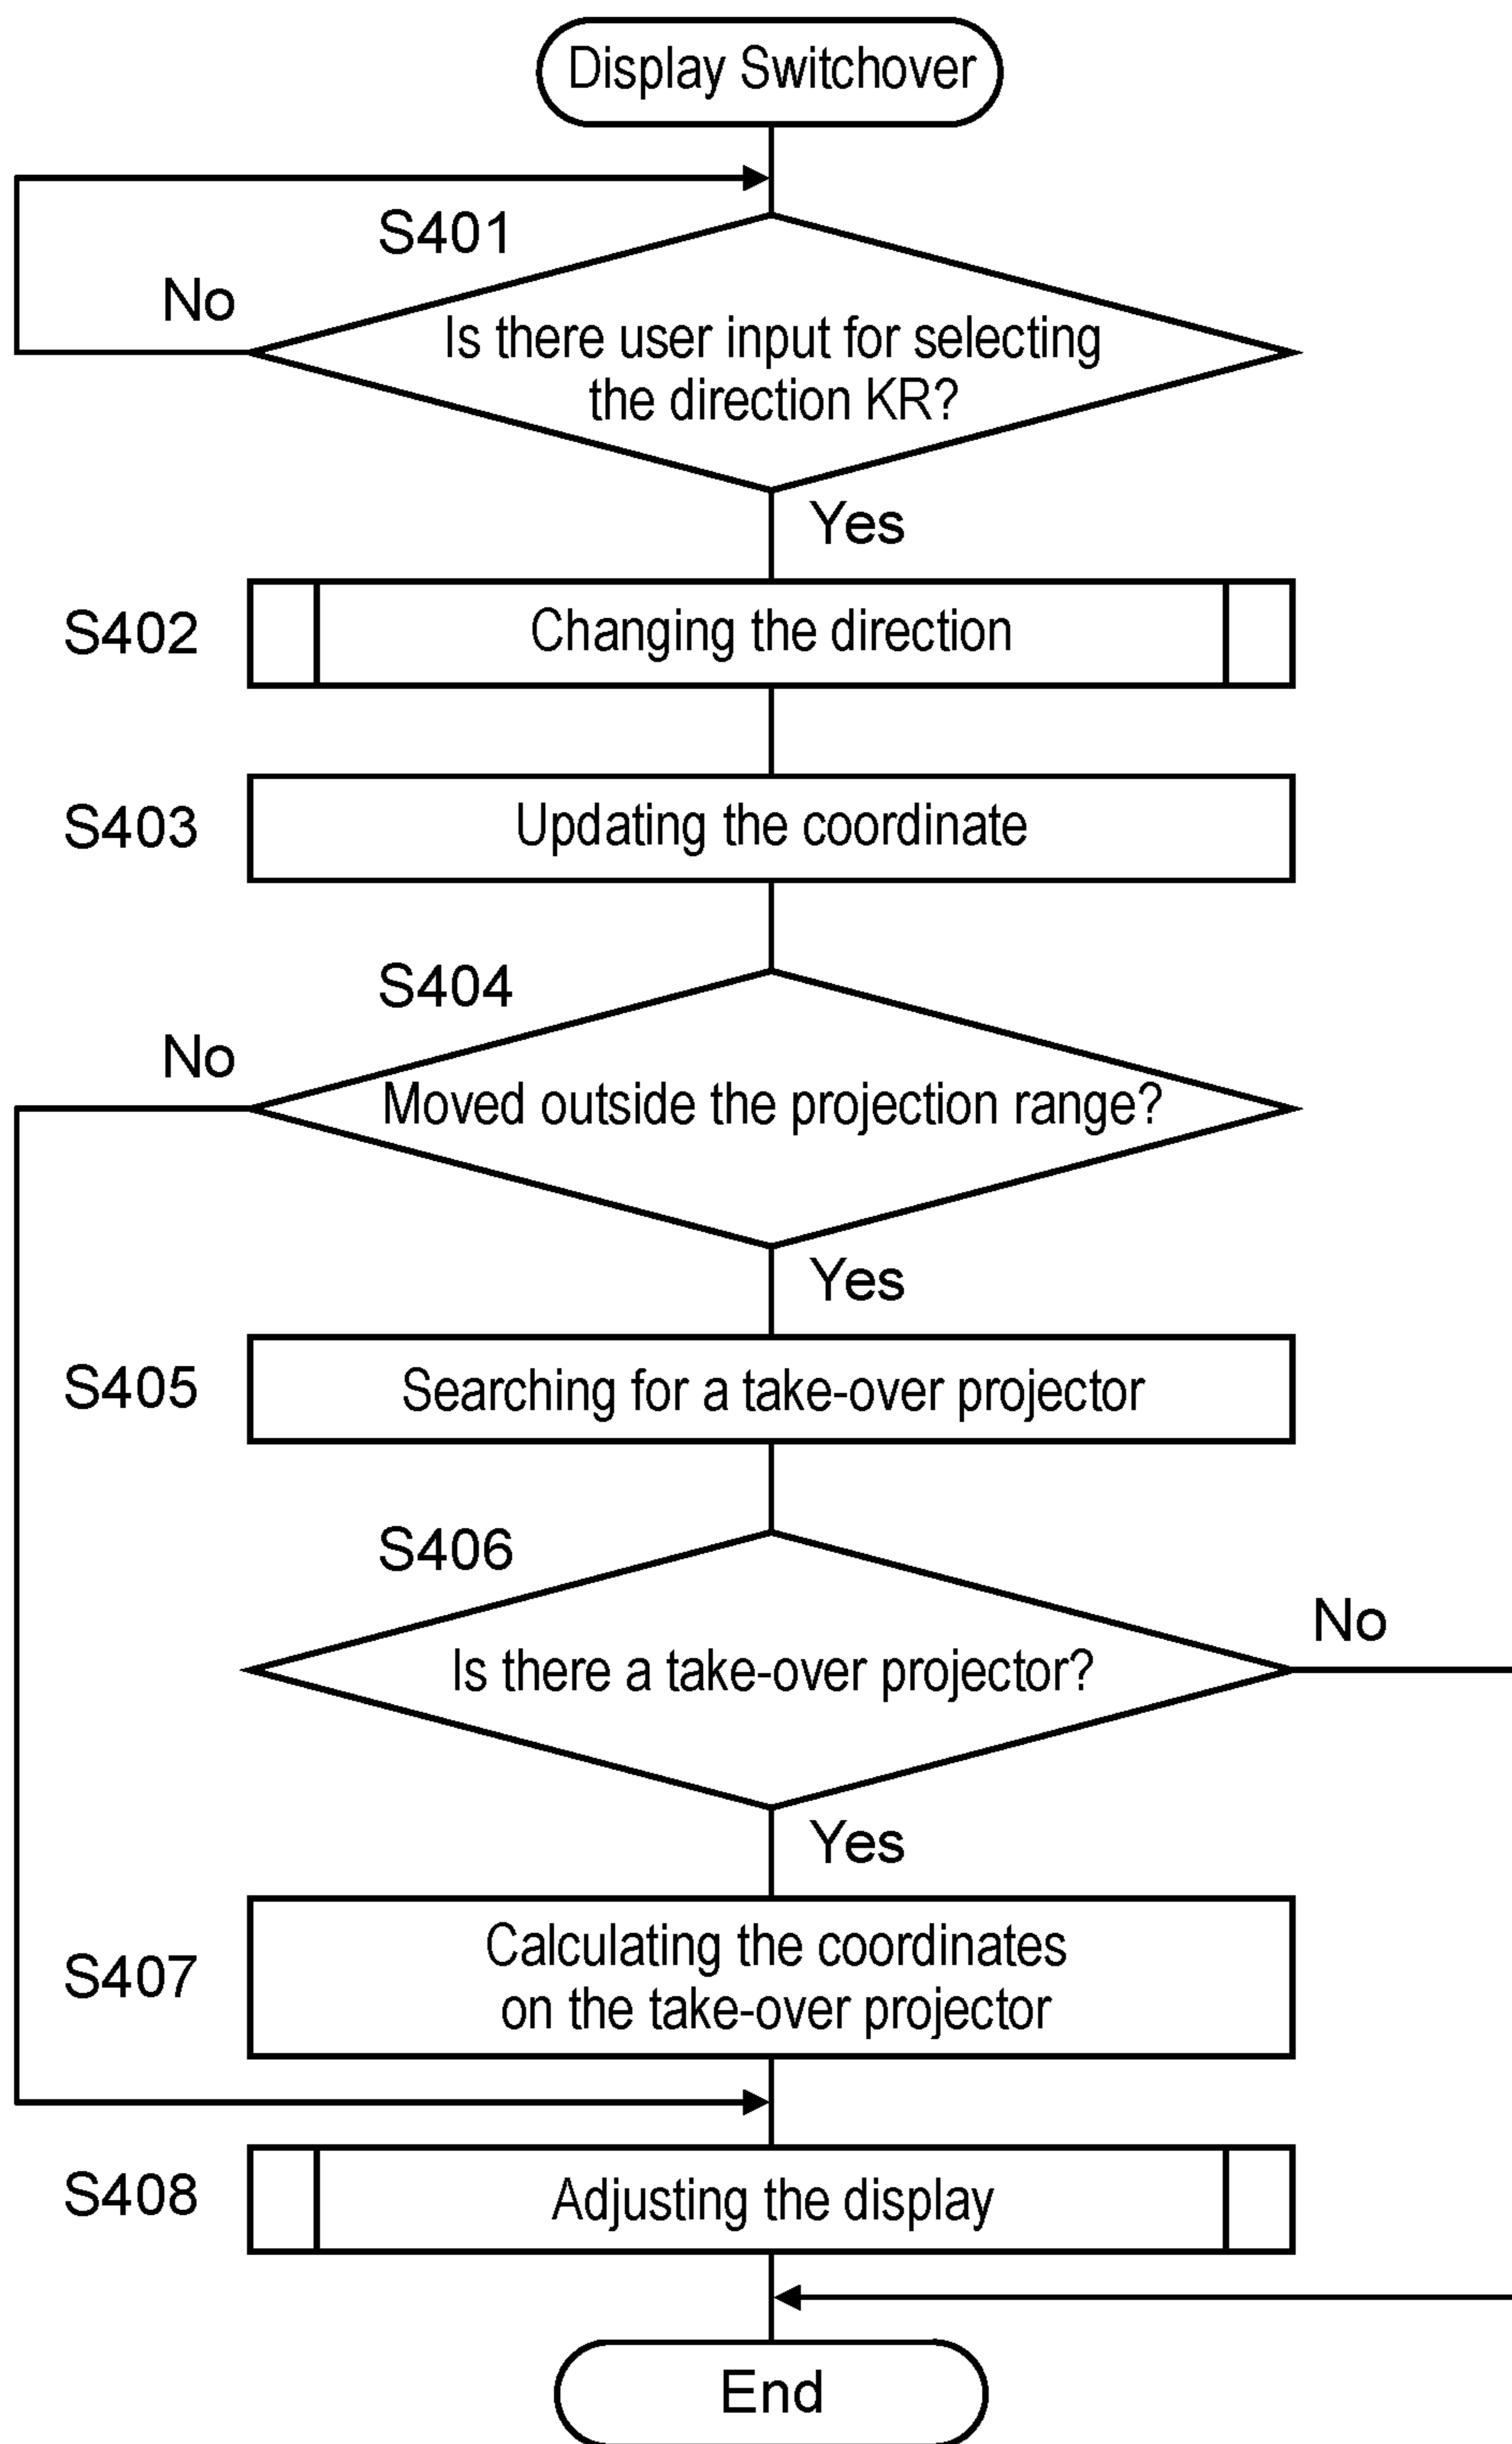 Display Switchover
S401
No
Is there user input for selecting
the direction KR?
Yes
S402
Changing the direction
S403
Updating the coordinate
S404
No
Moved outside the projection range?
Yes
S405
Searching for a take-over projector
S406
No
Is there a take-over projector?
Yes
S407
Calculating the coordinates
on the take-over projector
S408
Adjusting the display
End